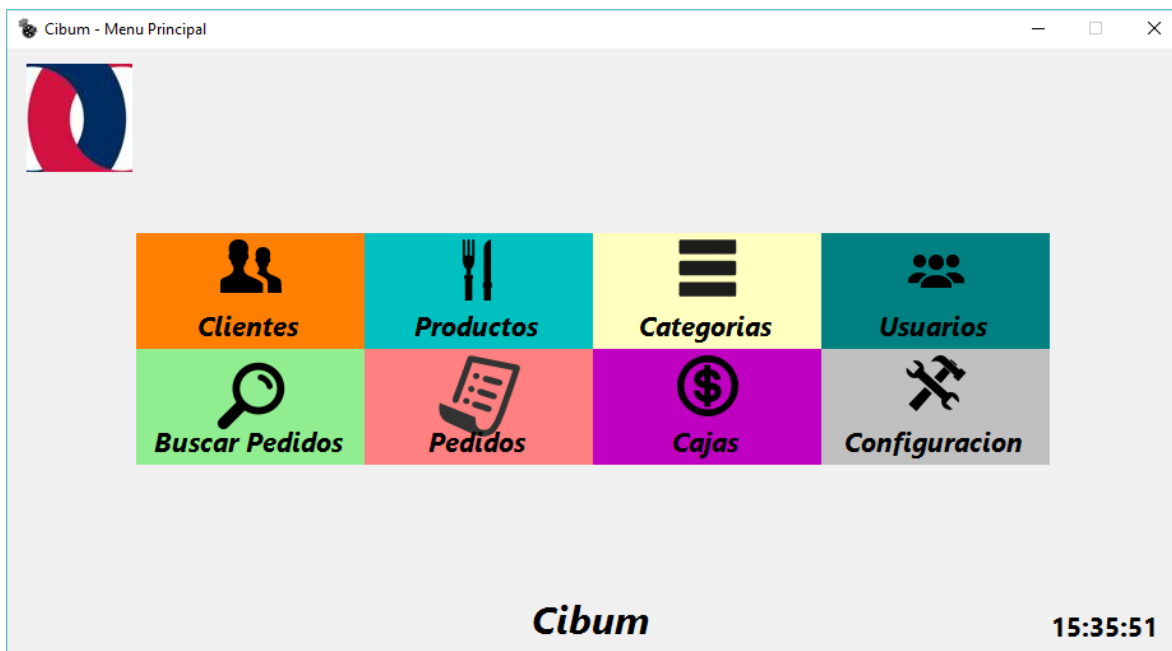 Cibum - Menu Principal
Clientes
Productos
Categorias
Usuarios
Buscar Pedidos
Pedidos
Cajas
Configuracion
Cibum
15:35:51